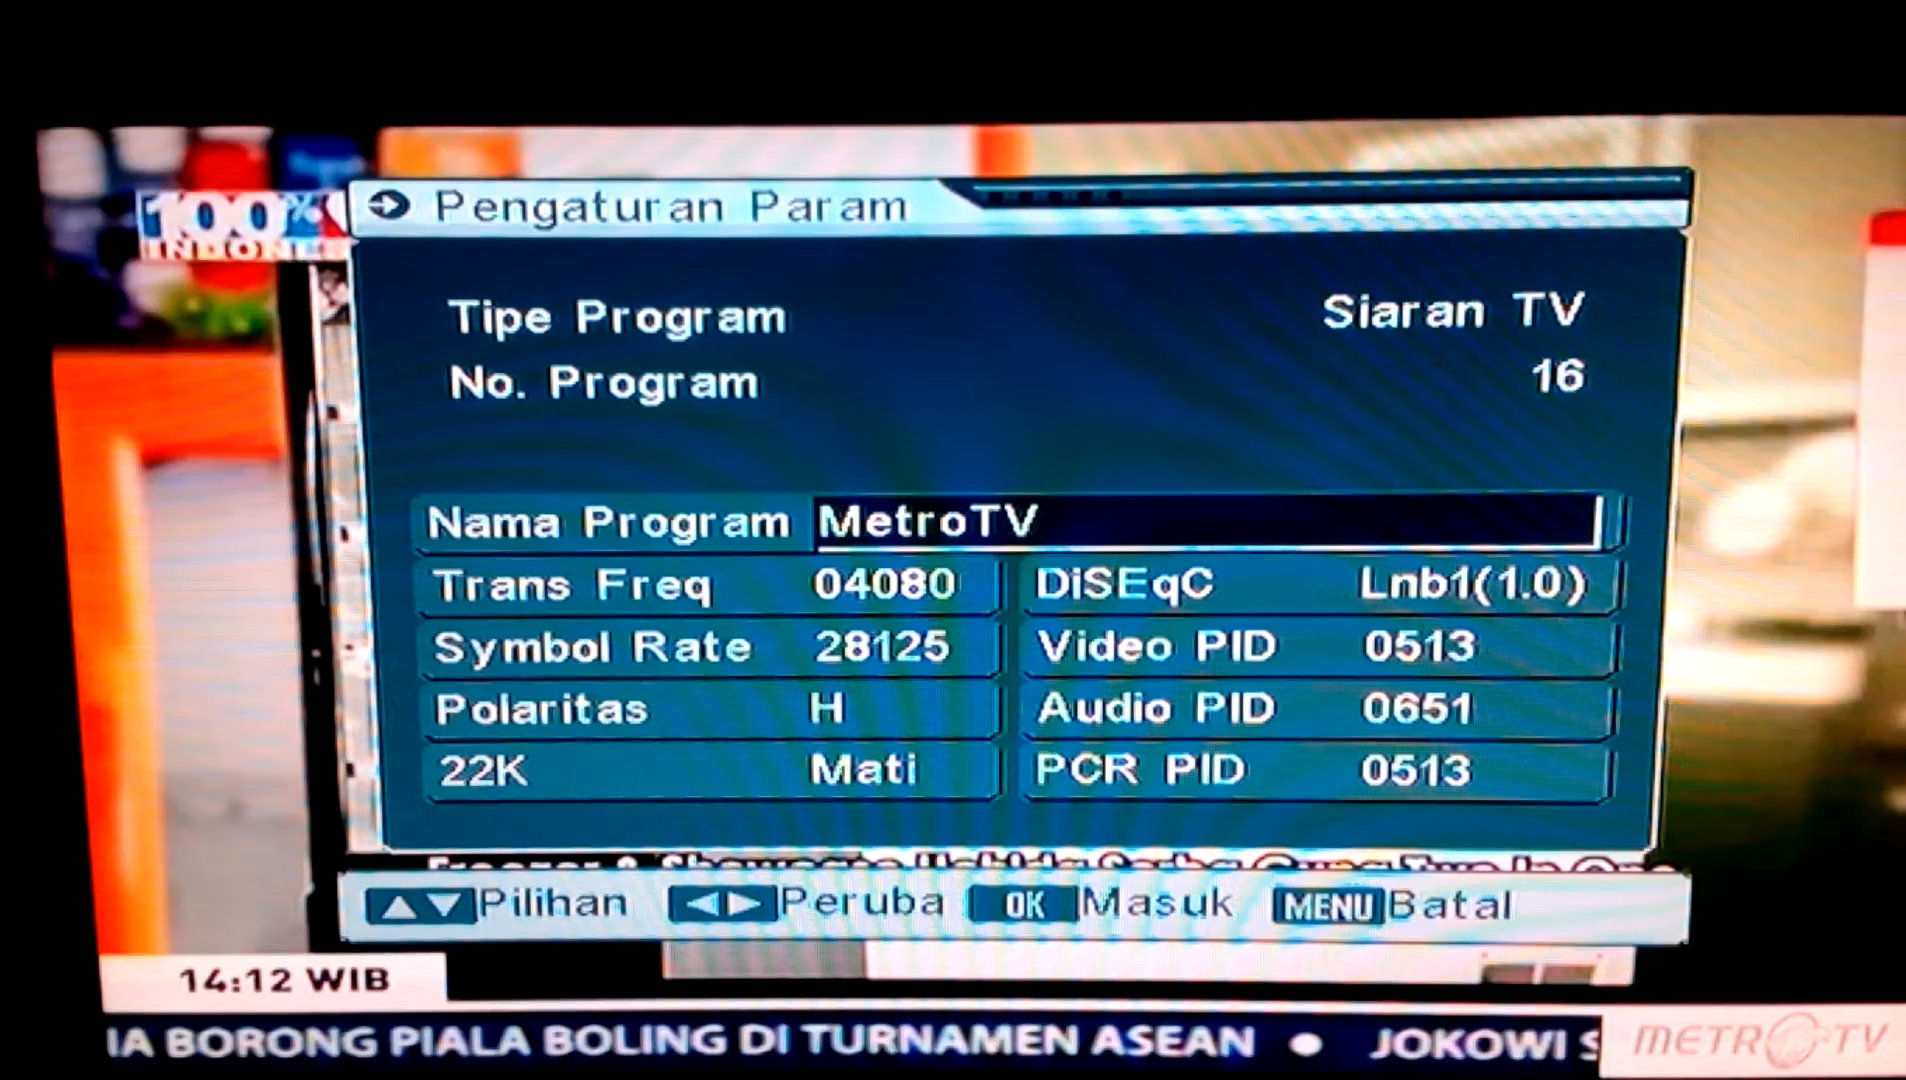 100%
INDONES
Pengaturan Param
Tipe Program Siaran TV
No. Program 16
Nama Program MetroTV
Trans Freq 04080 DiSEqC Lnb1(1.0)
Symbol Rate 28125 Video PID 0513
Polaritas H Audio PID 0651
22K Mati PCR PID 0513
Pilihan Peruba OK Masuk MENU Batal
14:12 WIB
IA BORONG PIALA BOLING DI TURNAMEN ASEAN • JOKOWI S
METRO TV